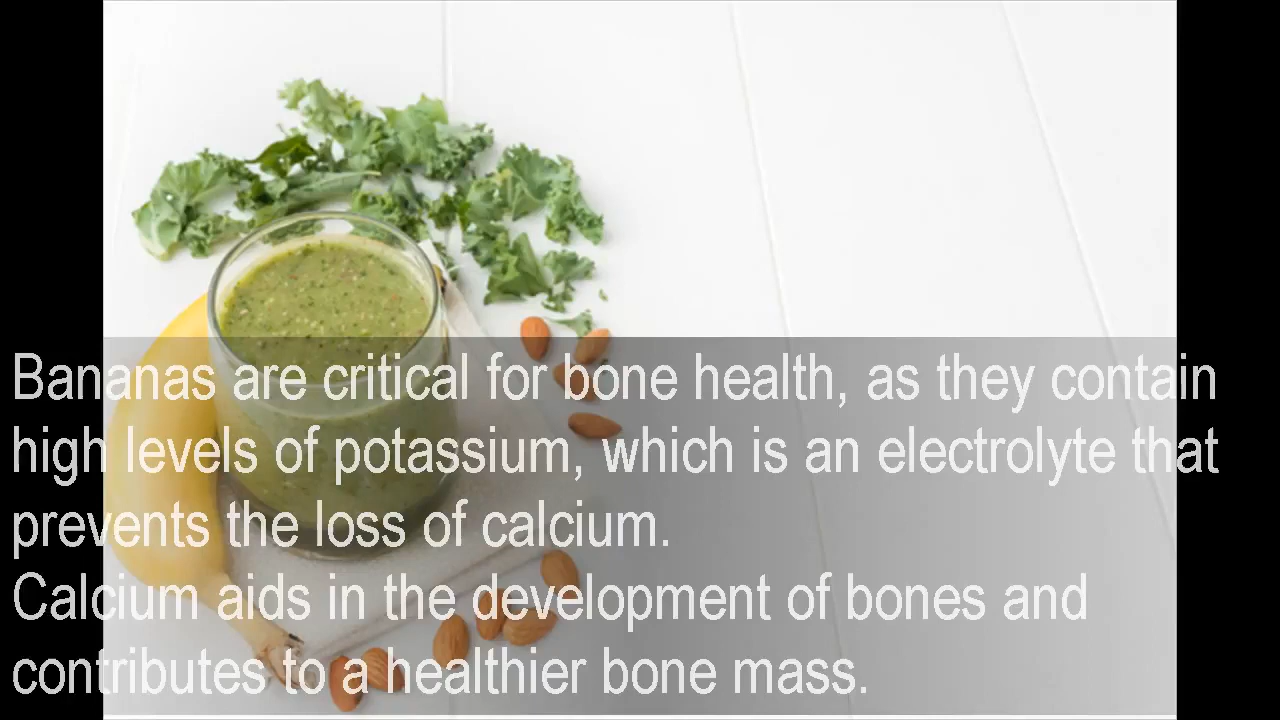 Bananas are critical for bone health, as they contain
high levels of potassium, which is an electrolyte that
prevents the loss of calcium.
Calcium aids in the development of bones and
contributes to a healthier bone mass.